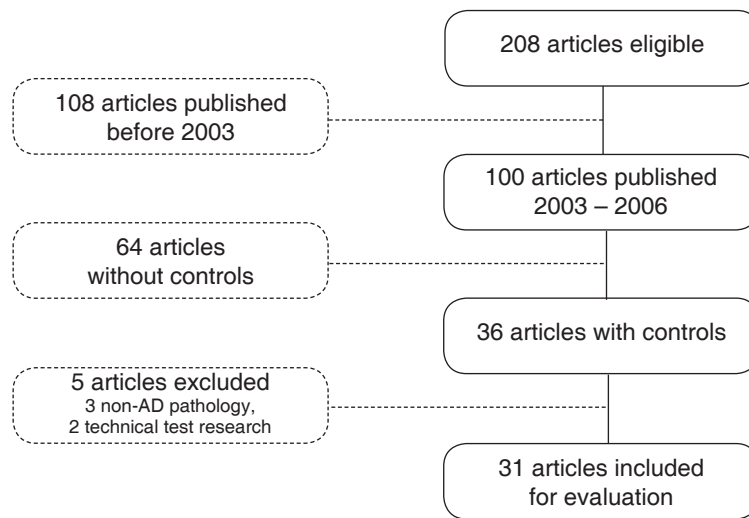 208 articles eligible
108 articles published
before 2003
100 articles published
2003 – 2006
64 articles
without controls
36 articles with controls
5 articles excluded
3 non-AD pathology,
2 technical test research
31 articles included
for evaluation